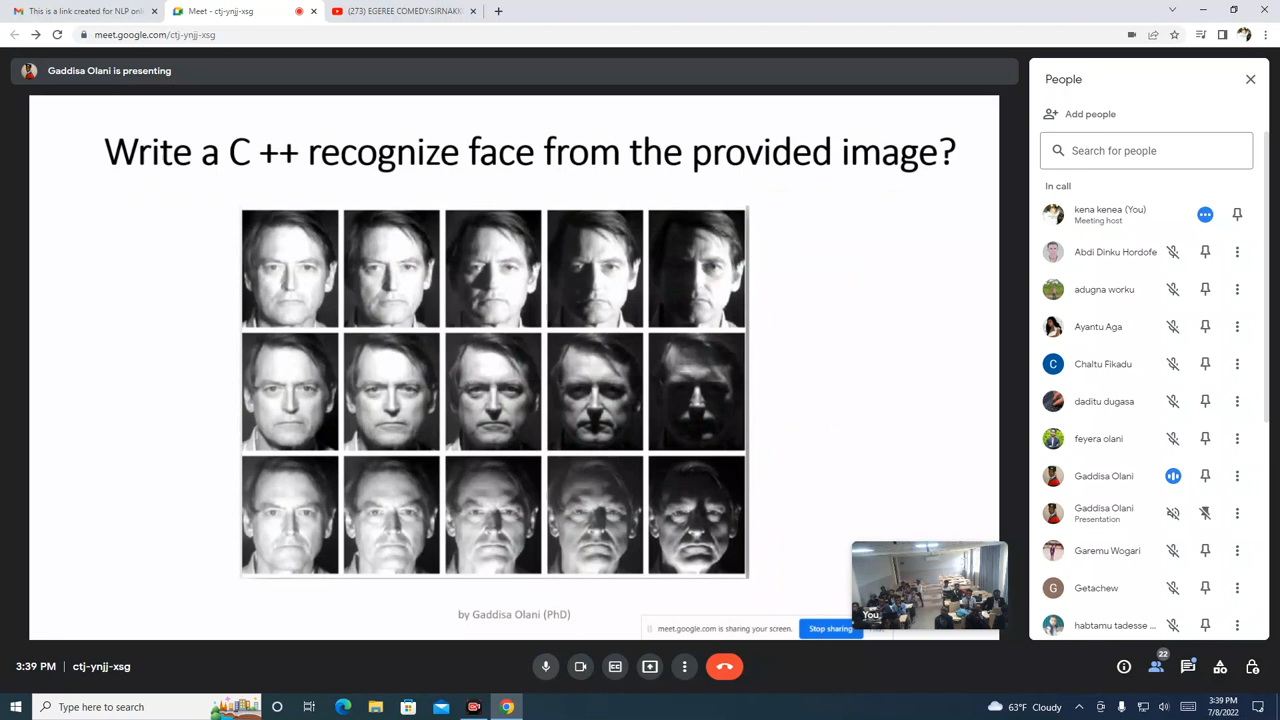 This is a link created for NLP onli
Meet - ctj-ynjj-xsg
(273) EGEREE COMEDY:SIRNAKK
meet.google.com/ctj-ynjj-xsg
Gaddisa Olani is presenting
Write a C ++ recognize face from the provided image?
by Gaddisa Olani (PhD)
You
meet.google.com is sharing your screen.
Stop sharing
People
Add people
Search for people
In call
kena kenea (You)
Meeting host
Abdi Dinku Hordofe
adugna worku
Ayantu Aga
C
Chaltu Fikadu
daditu dugasa
feyera olani
Gaddisa Olani
Gaddisa Olani
Presentation
Garemu Wogari
G
Getachew
habtamu tadesse ...
3:39 PM | ctj-ynjj-xsg
22
Type here to search
63°F Cloudy
3:39 PM
7/8/2022